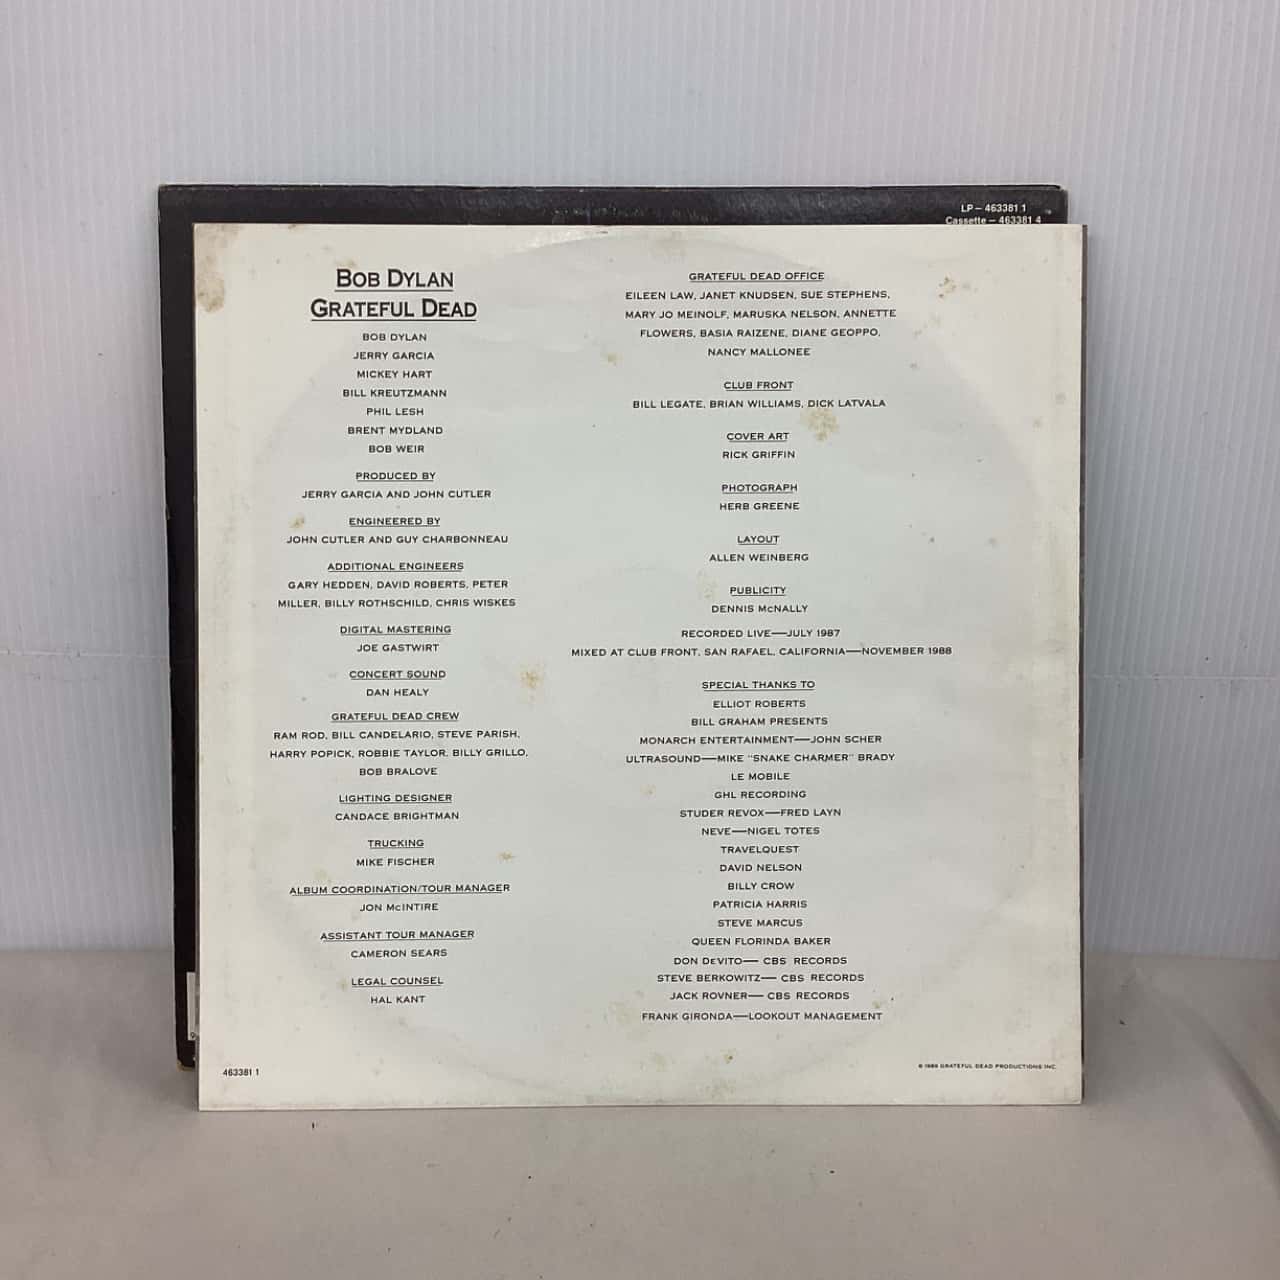 LP – 463381 1
Cassette – 463381 4
BOB DYLAN
GRATEFUL DEAD
BOB DYLAN
JERRY GARCIA
MICKEY HART
BILL KREUTZMANN
PHIL LESH
BRENT MYDLAND
BOB WEIR
PRODUCED BY
JERRY GARCIA AND JOHN CUTLER
ENGINEERED BY
JOHN CUTLER AND GUY CHARBONNEAU
ADDITIONAL ENGINEERS
GARY HEDDEN, DAVID ROBERTS, PETER
MILLER, BILLY ROTHSCHILD, CHRIS WISKES
DIGITAL MASTERING
JOE GASTWIRT
CONCERT SOUND
DAN HEALY
GRATEFUL DEAD CREW
RAM ROD, BILL CANDELARIO, STEVE PARISH,
HARRY POPICK, ROBBIE TAYLOR, BILLY GRILLO,
BOB BRALOVE
LIGHTING DESIGNER
CANDACE BRIGHTMAN
TRUCKING
MIKE FISCHER
ALBUM COORDINATION/TOUR MANAGER
JON McINTIRE
ASSISTANT TOUR MANAGER
CAMERON SEARS
LEGAL COUNSEL
HAL KANT
463381 1
GRATEFUL DEAD OFFICE
EILEEN LAW, JANET KNUDSEN, SUE STEPHENS,
MARY JO MEINOLF, MARUSKA NELSON, ANNETTE
FLOWERS, BASIA RAIZENE, DIANE GEOPPO,
NANCY MALLONEE
CLUB FRONT
BILL LEGATE, BRIAN WILLIAMS, DICK LATVALA
COVER ART
RICK GRIFFIN
PHOTOGRAPH
HERB GREENE
LAYOUT
ALLEN WEINBERG
PUBLICITY
DENNIS McNALLY
RECORDED LIVE—JULY 1987
MIXED AT CLUB FRONT, SAN RAFAEL, CALIFORNIA—NOVEMBER 1988
SPECIAL THANKS TO
ELLIOT ROBERTS
BILL GRAHAM PRESENTS
MONARCH ENTERTAINMENT—JOHN SCHER
ULTRASOUND—MIKE "SNAKE CHARMER" BRADY
LE MOBILE
GHL RECORDING
STUDER REVOX—FRED LAYN
NEVE—NIGEL TOTES
TRAVELQUEST
DAVID NELSON
BILLY CROW
PATRICIA HARRIS
STEVE MARCUS
QUEEN FLORINDA BAKER
DON DeVITO— CBS RECORDS
STEVE BERKOWITZ— CBS RECORDS
JACK ROVNER— CBS RECORDS
FRANK GIRONDA—LOOKOUT MANAGEMENT
© 1989 GRATEFUL DEAD PRODUCTIONS INC.